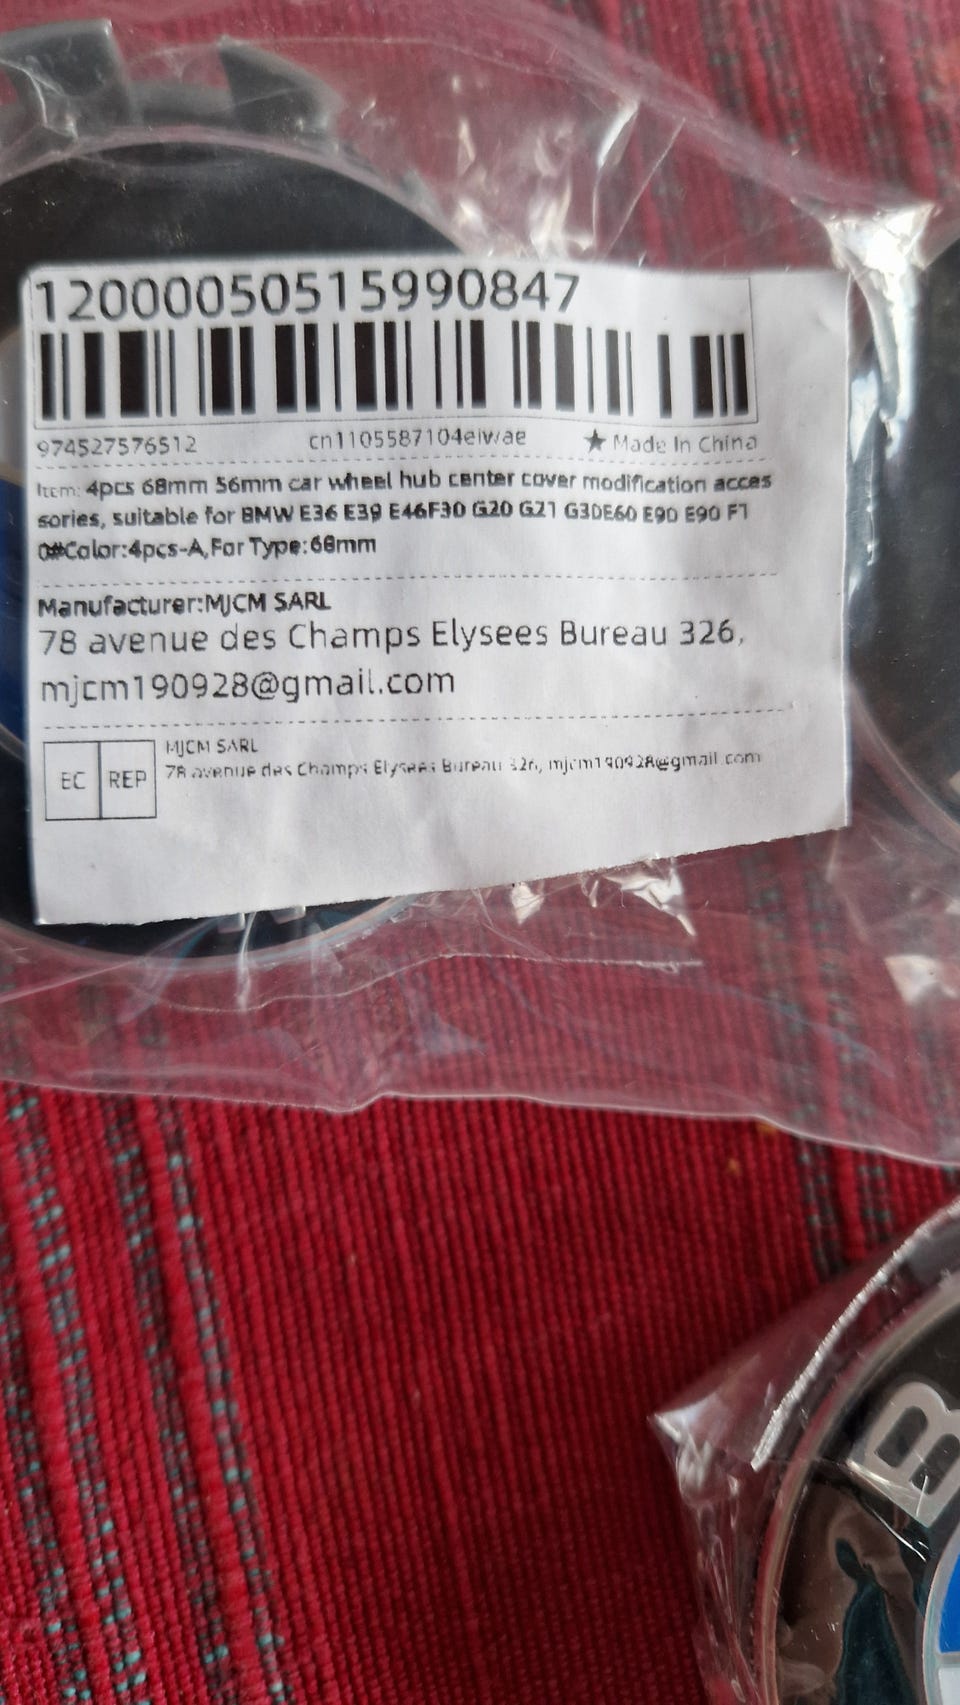 12000050515990847
974527576512 cn1105587104eiwae ★ Made In China
Item: 4pcs 68mm 56mm car wheel hub center cover modification acces
sories, suitable for BMW E36 E39 E46F30 G20 G21 G30E60 E90 E90 F1
0#Color:4pcs-A,For Type:68mm
Manufacturer:MJCM SARL
78 avenue des Champs Elysees Bureau 326,
mjcm190928@gmail.com
EC REP
MJCM SARL
78 avenue des Champs Elysees Bureau 326, mjcm190928@gmail.com
B